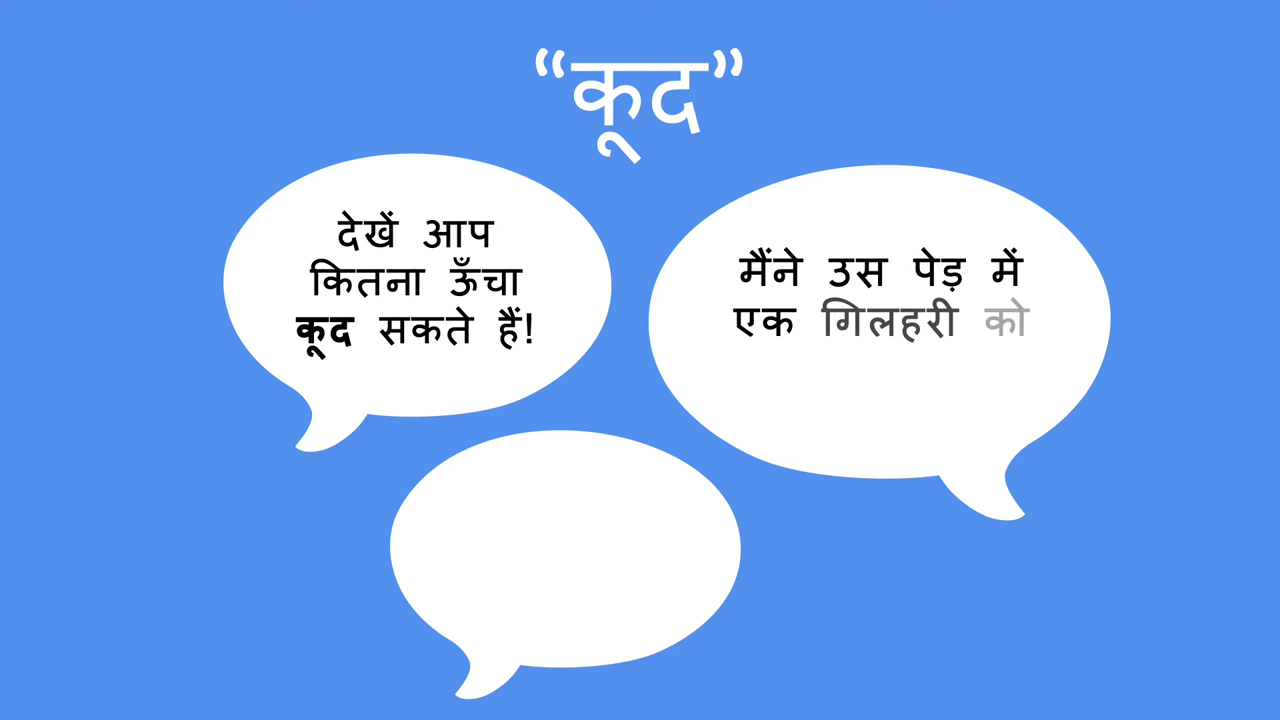 “कूद”
देखें आप
कितना ऊँचा
कूद सकते हैं!
मैंने उस पेड़ में
एक गिलहरी को